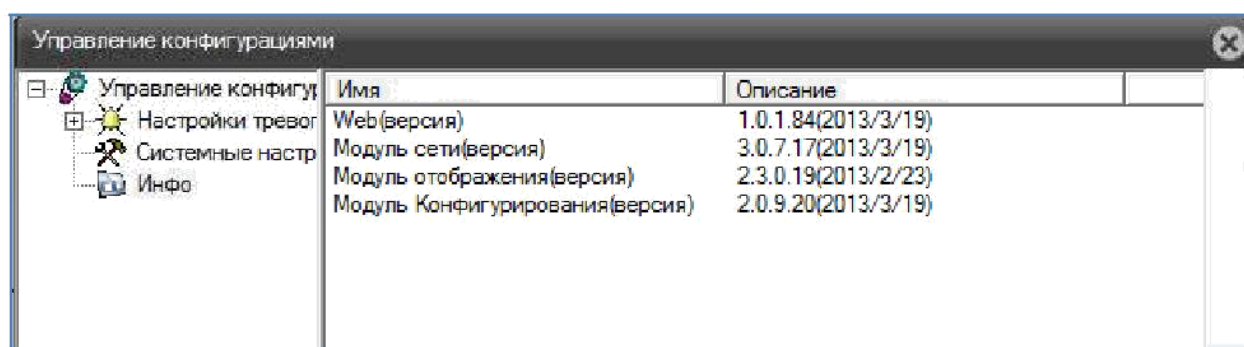 Управление конфигурациями
Управление конфигур
Настройки тревог
Системные настр
Инфо
Имя Описание
Web(версия) 1.0.1.84(2013/3/19)
Модуль сети(версия) 3.0.7.17(2013/3/19)
Модуль отображения(версия) 2.3.0.19(2013/2/23)
Модуль Конфигурирования(версия) 2.0.9.20(2013/3/19)